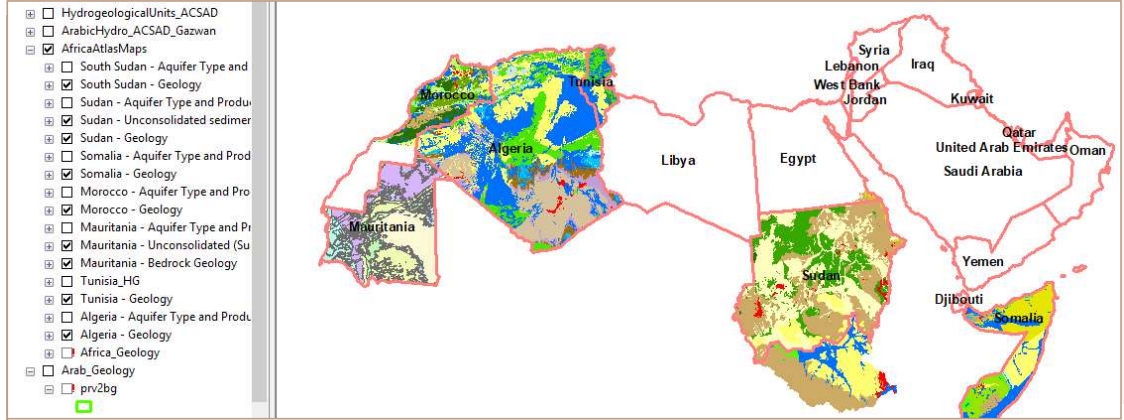 HydrogeologicalUnits_ACSAD
ArabicHydro_ACSAD_Gazwan
AfricaAtlasMaps
South Sudan - Aquifer Type and
South Sudan - Geology
Sudan - Aquifer Type and Produ
Sudan - Unconsolidated sedimer
Sudan - Geology
Somalia - Aquifer Type and Prod
Somalia - Geology
Morocco - Aquifer Type and Pro
Morocco - Geology
Mauritania - Aquifer Type and Pr
Mauritania - Unconsolidated (Su
Mauritania - Bedrock Geology
Tunisia_HG
Tunisia - Geology
Algeria - Aquifer Type and Produ
Algeria - Geology
Africa_Geology
Arab_Geology
prv2bg
Syria
Lebanon
Iraq
West Bank
Jordan
Kuwait
Tunisia
Morocco
Algeria
Libya
Egypt
Qatar
United Arab Emirates
Oman
Saudi Arabia
Mauritania
Sudan
Yemen
Djibouti
Somalia